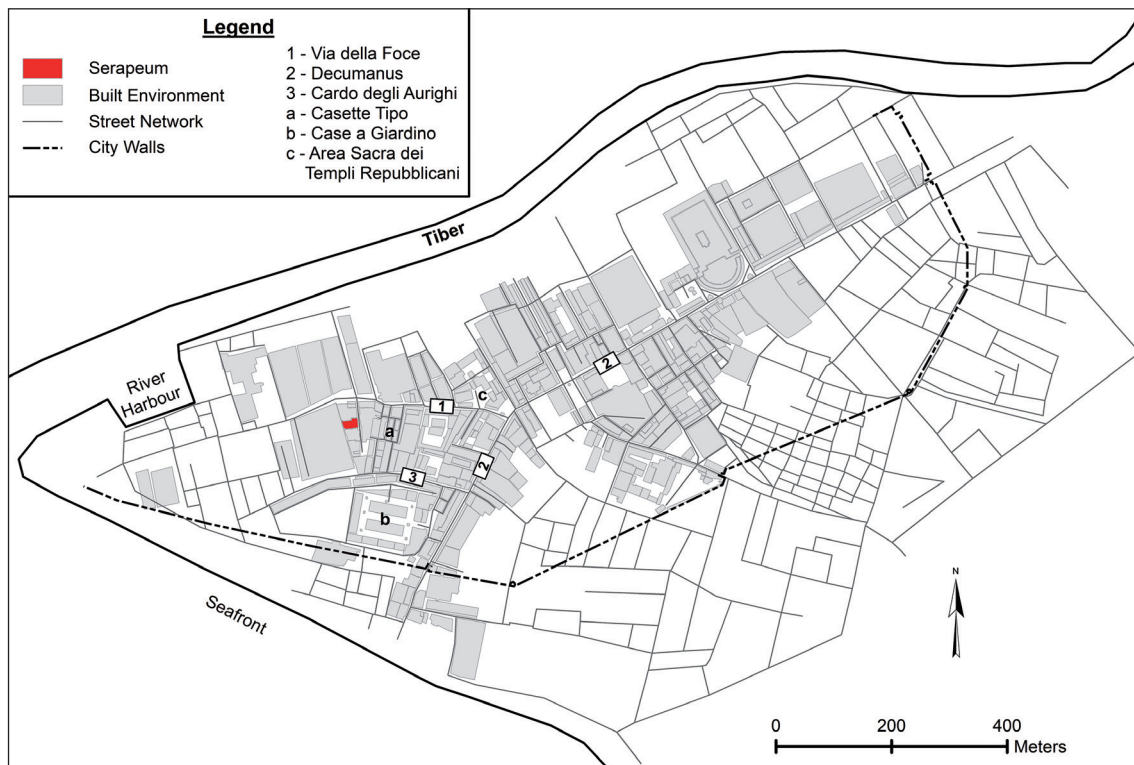 Legend
Serapeum
Built Environment
Street Network
City Walls
1 - Via della Foce
2 - Decumanus
3 - Cardo degli Aurighi
a - Casette Tipo
b - Case a Giardino
c - Area Sacra dei
Templi Repubblicani
Tiber
2
River
Harbour
1
c
a
2
3
b
Seafront
N
0 200 400
Meters